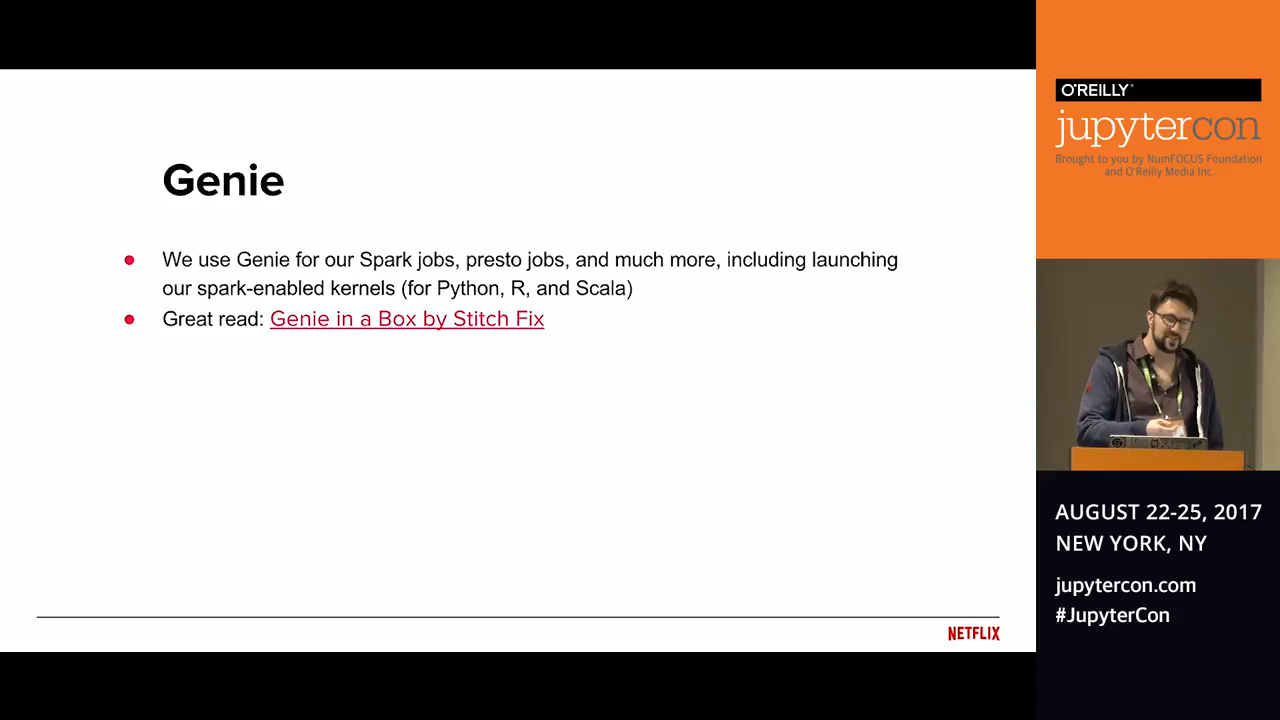 Genie
● We use Genie for our Spark jobs, presto jobs, and much more, including launching
our spark-enabled kernels (for Python, R, and Scala)
● Great read: Genie in a Box by Stitch Fix
NETFLIX
O'REILLY®
jupytercon
Brought to you by NumFOCUS Foundation
and O'Reilly Media Inc.
AUGUST 22-25, 2017
NEW YORK, NY
jupytercon.com
#JupyterCon